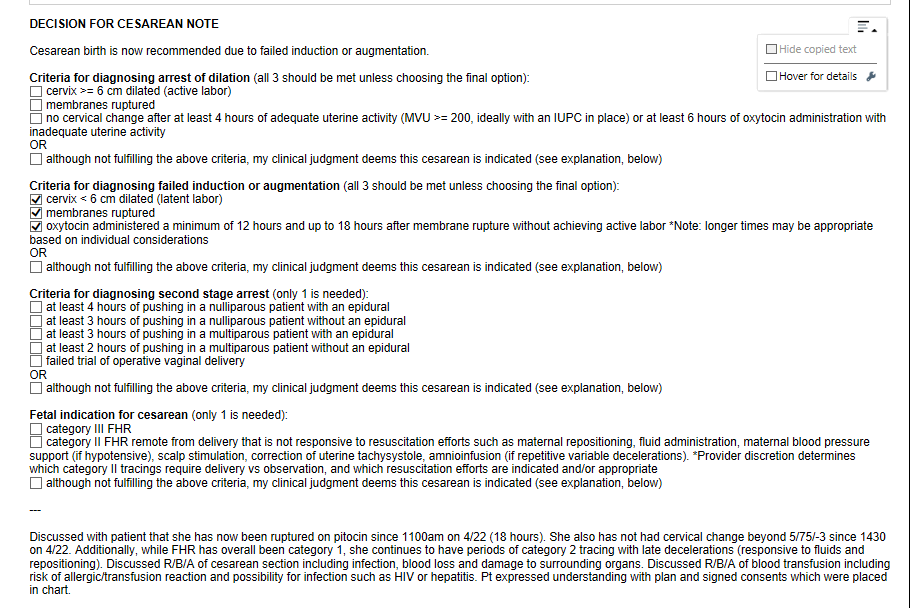 DECISION FOR CESAREAN NOTE
Hide copied text
Hover for details
Cesarean birth is now recommended due to failed induction or augmentation.
Criteria for diagnosing arrest of dilation (all 3 should be met unless choosing the final option):
cervix >= 6 cm dilated (active labor)
membranes ruptured
no cervical change after at least 4 hours of adequate uterine activity (MVU >= 200, ideally with an IUPC in place) or at least 6 hours of oxytocin administration with
inadequate uterine activity
OR
although not fulfilling the above criteria, my clinical judgment deems this cesarean is indicated (see explanation, below)
Criteria for diagnosing failed induction or augmentation (all 3 should be met unless choosing the final option):
cervix < 6 cm dilated (latent labor)
membranes ruptured
oxytocin administered a minimum of 12 hours and up to 18 hours after membrane rupture without achieving active labor *Note: longer times may be appropriate
based on individual considerations
OR
although not fulfilling the above criteria, my clinical judgment deems this cesarean is indicated (see explanation, below)
Criteria for diagnosing second stage arrest (only 1 is needed):
at least 4 hours of pushing in a nulliparous patient with an epidural
at least 3 hours of pushing in a nulliparous patient without an epidural
at least 3 hours of pushing in a multiparous patient with an epidural
at least 2 hours of pushing in a multiparous patient without an epidural
failed trial of operative vaginal delivery
OR
although not fulfilling the above criteria, my clinical judgment deems this cesarean is indicated (see explanation, below)
Fetal indication for cesarean (only 1 is needed):
category III FHR
category II FHR remote from delivery that is not responsive to resuscitation efforts such as maternal repositioning, fluid administration, maternal blood pressure
support (if hypotensive), scalp stimulation, correction of uterine tachysystole, amnioinfusion (if repetitive variable decelerations). *Provider discretion determines
which category II tracings require delivery vs observation, and which resuscitation efforts are indicated and/or appropriate
although not fulfilling the above criteria, my clinical judgment deems this cesarean is indicated (see explanation, below)
---
Discussed with patient that she has now been ruptured on pitocin since 1100am on 4/22 (18 hours). She also has not had cervical change beyond 5/75/-3 since 1430
on 4/22. Additionally, while FHR has overall been category 1, she continues to have periods of category 2 tracing with late decelerations (responsive to fluids and
repositioning). Discussed R/B/A of cesarean section including infection, blood loss and damage to surrounding organs. Discussed R/B/A of blood transfusion including
risk of allergic/transfusion reaction and possibility for infection such as HIV or hepatitis. Pt expressed understanding with plan and signed consents which were placed
in chart.